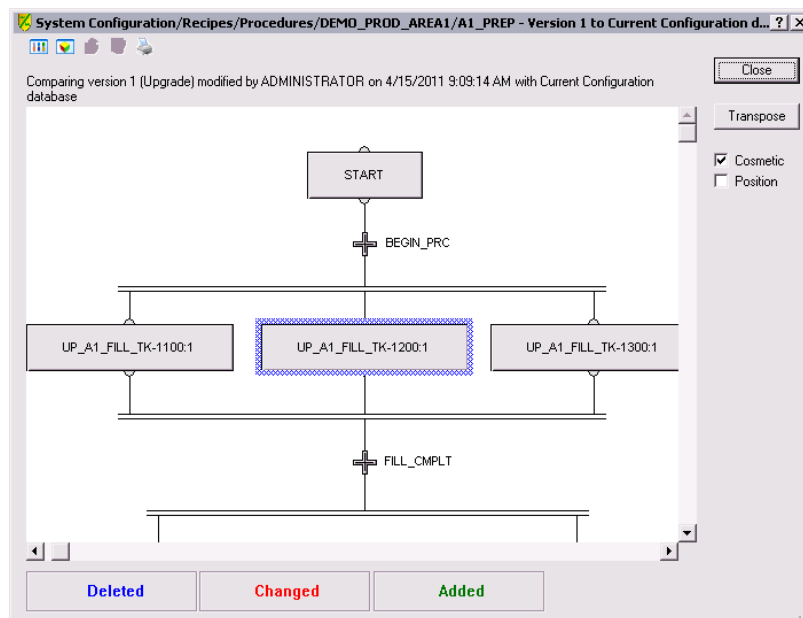 System Configuration/Recipes/Procedures/DEMO_PROD_AREA1/A1_PREP - Version 1 to Current Configuration d...
Comparing version 1 (Upgrade) modified by ADMINISTRATOR on 4/15/2011 9:09:14 AM with Current Configuration
database
Close
Transpose
Cosmetic
Position
START
BEGIN_PRC
UP_A1_FILL_TK-1100:1 UP_A1_FILL_TK-1200:1 UP_A1_FILL_TK-1300:1
FILL_CMPLT
Deleted Changed Added